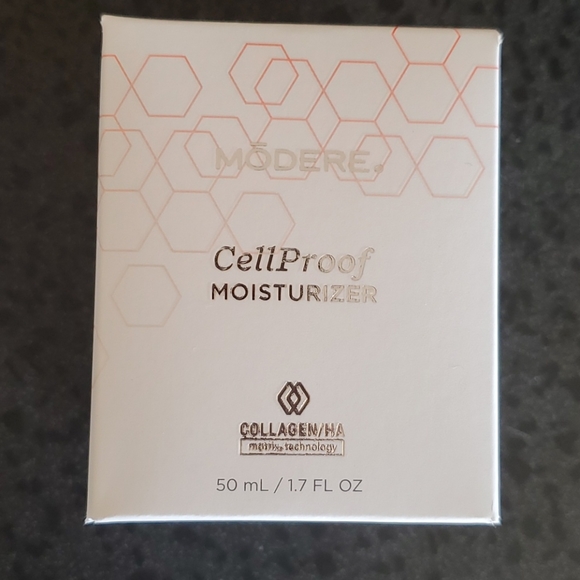 MŌDERE®
CellProof
MOISTURIZER
COLLAGEN/HA
matrix technology
50 mL / 1.7 FL OZ